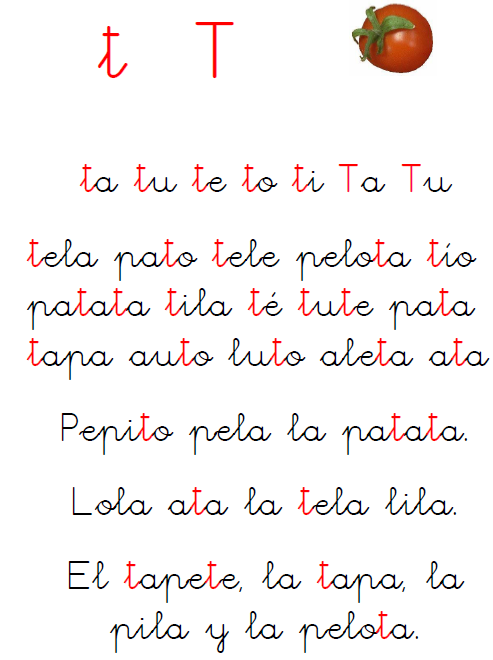 t T
ta tu te to ti Ta Tu
tela pato tele pelota tío
patata tila té tute pata
tapa auto luto aleta ata
Pepito pela la patata.
Lola ata la tela lila.
El tapete, la tapa, la
pila y la pelota.